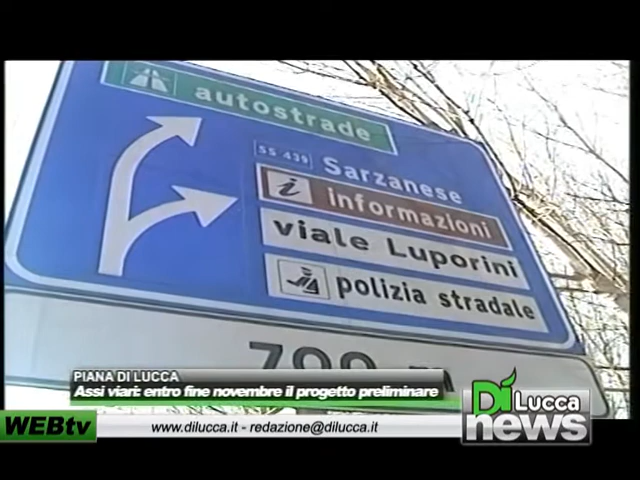 autostrade
SS 439
Sarzanese
i informazioni
viale Luporini
polizia stradale
PIANA DI LUCCA
Assi viari: entro fine novembre il progetto preliminare
WEBtv
www.dilucca.it - redazione@dilucca.it
Di Lucca
news